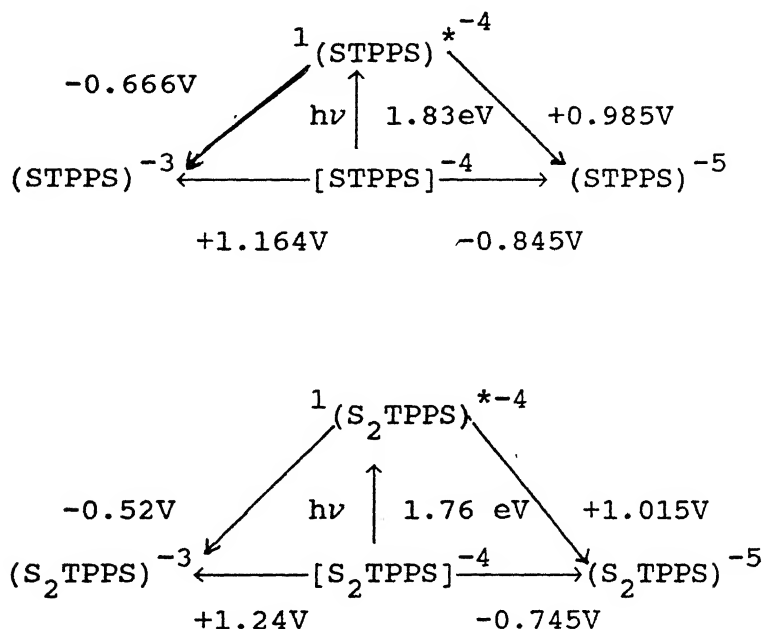 ¹(STPPS)*⁻⁴
-0.666V hν 1.83eV +0.985V
(STPPS)⁻³ [STPPS]⁻⁴ (STPPS)⁻⁵
+1.164V -0.845V
¹(S₂TPPS)*⁻⁴
-0.52V hν 1.76 eV +1.015V
(S₂TPPS)⁻³ [S₂TPPS]⁻⁴ (S₂TPPS)⁻⁵
+1.24V -0.745V